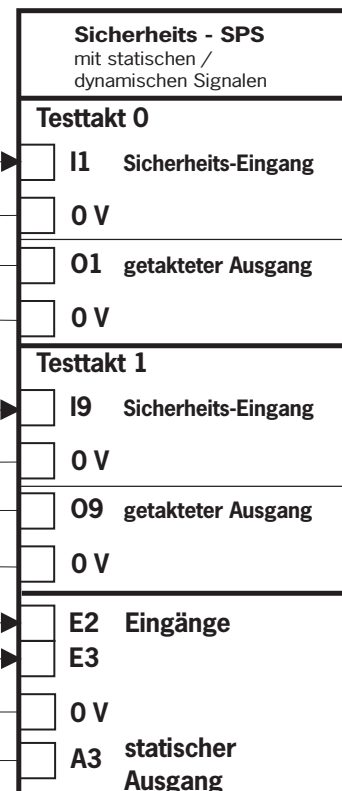 Sicherheits - SPS
mit statischen /
dynamischen Signalen
Testtakt 0
I1 Sicherheits-Eingang
0 V
O1 getakteter Ausgang
0 V
Testtakt 1
I9 Sicherheits-Eingang
0 V
O9 getakteter Ausgang
0 V
E2 Eingänge
E3
0 V
A3 statischer
Ausgang